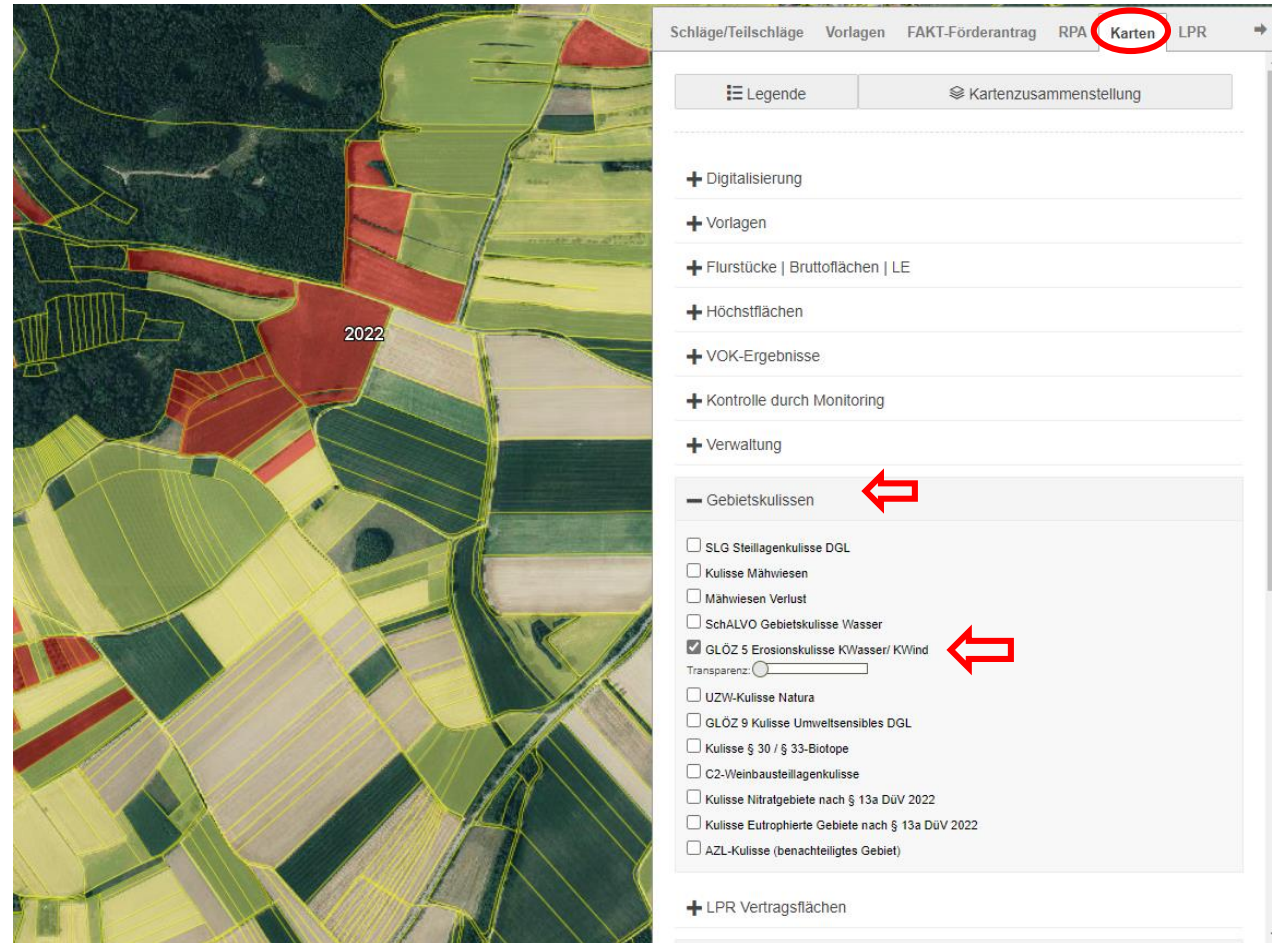 Schläge/Teilschläge Vorlagen FAKT-Förderantrag RPA Karten LPR
Legende
Kartenzusammenstellung
Digitalisierung
Vorlagen
Flurstücke | Bruttoflächen | LE
Höchstflächen
VOK-Ergebnisse
Kontrolle durch Monitoring
Verwaltung
Gebietskulissen
SLG Steillagenkulisse DGL
Kulisse Mähwiesen
Mähwiesen Verlust
SchALVO Gebietskulisse Wasser
GLÖZ 5 Erosionskulisse KWasser/ KWind
Transparenz:
UZW-Kulisse Natura
GLÖZ 9 Kulisse Umweltsensibles DGL
Kulisse § 30 / § 33-Biotope
C2-Weinbausteillagenkulisse
Kulisse Nitratgebiete nach § 13a DüV 2022
Kulisse Eutrophierte Gebiete nach § 13a DüV 2022
AZL-Kulisse (benachteiligtes Gebiet)
LPR Vertragsflächen
2022